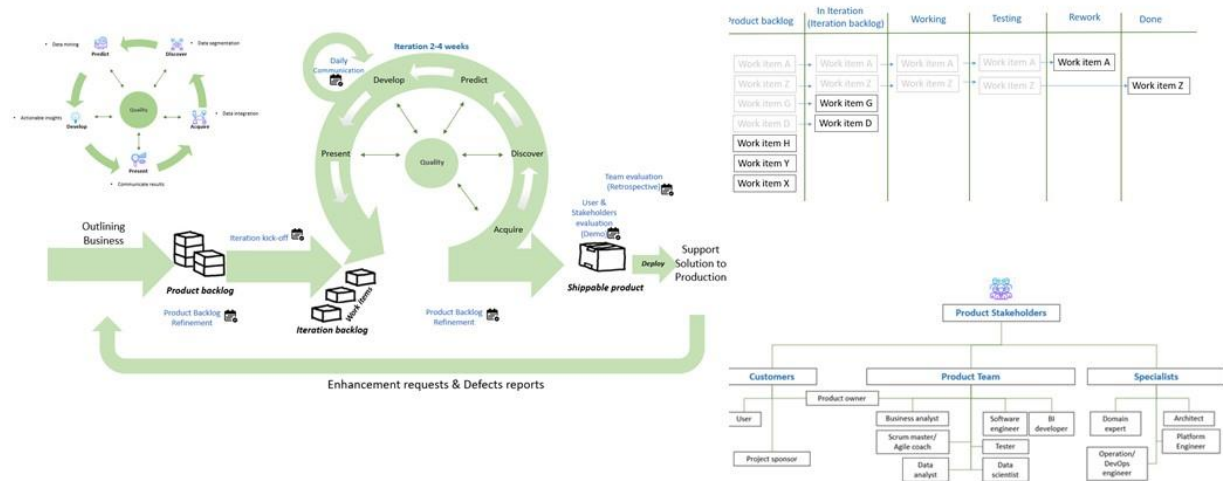 Data mining
Predict
Discover
Data segmentation
Quality
Actionable insights
Develop
Acquire
Data integration
Present
Communicate results
Iteration 2-4 weeks
Daily
Communication
Develop
Predict
Present
Quality
Discover
Acquire
Team evaluation
(Retrospective)
User &
Stakeholders
evaluation
(Demo)
Outlining
Business
Iteration kick-off
Product backlog
Product Backlog
Refinement
Work items
Iteration backlog
Product Backlog
Refinement
Shippable product
Deploy
Support
Solution to
Production
Enhancement requests & Defects reports
Product backlog
In Iteration
(Iteration backlog)
Working
Testing
Rework
Done
Work item A
Work item A
Work item A
Work item A
Work item A
Work item Z
Work item Z
Work item Z
Work item Z
Work item Z
Work item G
Work item G
Work item D
Work item D
Work item H
Work item Y
Work item X
Product Stakeholders
Customers
Product Team
Specialists
Product owner
User
Business analyst
Software
engineer
BI
developer
Domain
expert
Architect
Scrum master/
Agile coach
Tester
Platform
Engineer
Project sponsor
Data
analyst
Data
scientist
Operation/
DevOps
engineer